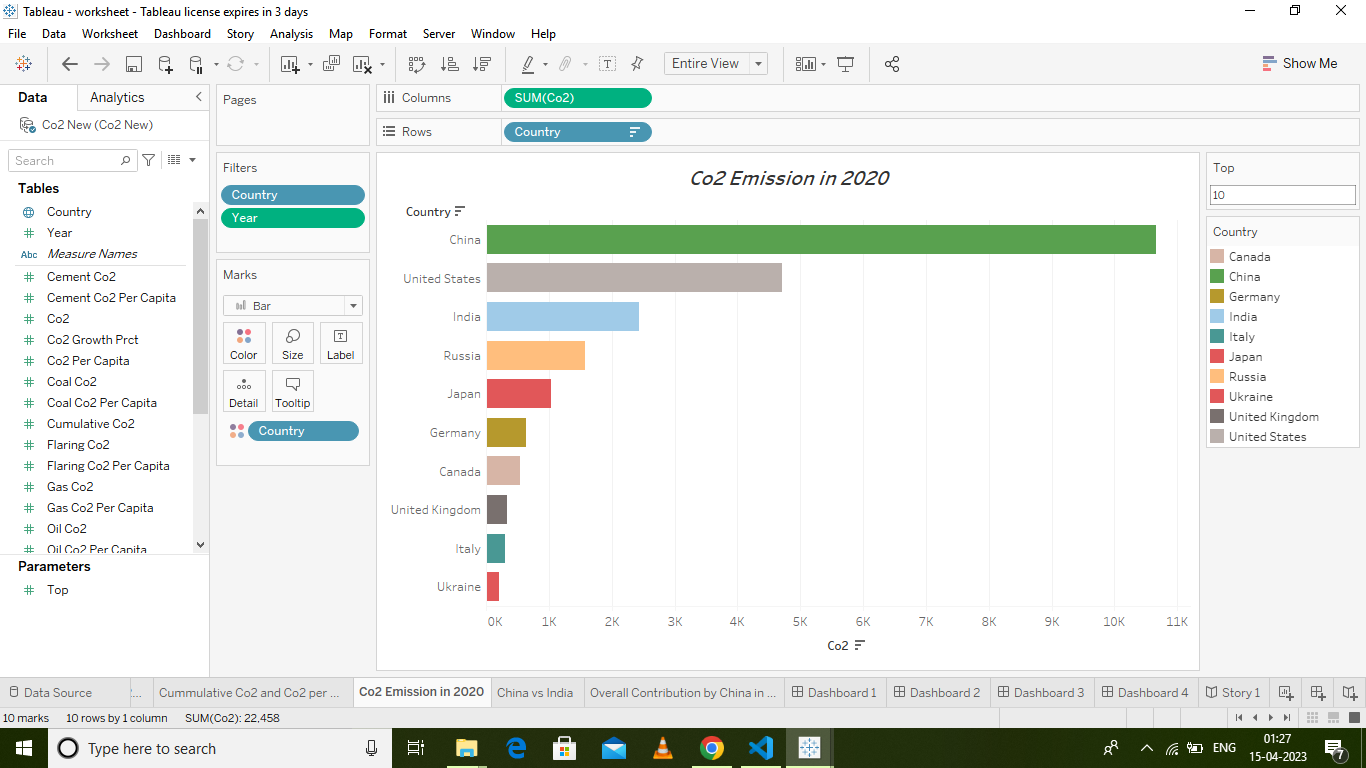 Tableau - worksheet - Tableau license expires in 3 days
File Data Worksheet Dashboard Story Analysis Map Format Server Window Help
Entire View
Show Me
Data Analytics
Co2 New (Co2 New)
Search
Tables
Country
Year
Abc Measure Names
Cement Co2
Cement Co2 Per Capita
Co2
Co2 Growth Prct
Co2 Per Capita
Coal Co2
Coal Co2 Per Capita
Cumulative Co2
Flaring Co2
Flaring Co2 Per Capita
Gas Co2
Gas Co2 Per Capita
Oil Co2
Oil Co2 Per Capita
Parameters
Top
Pages
Filters
Country
Year
Marks
Bar
Color Size Label
Detail Tooltip
Country
Columns SUM(Co2)
Rows Country
Co2 Emission in 2020
Country
China
United States
India
Russia
Japan
Germany
Canada
United Kingdom
Italy
Ukraine
0K 1K 2K 3K 4K 5K 6K 7K 8K 9K 10K 11K
Co2
Top
10
Country
Canada
China
Germany
India
Italy
Japan
Russia
Ukraine
United Kingdom
United States
Data Source ... Cummulative Co2 and Co2 per ... Co2 Emission in 2020 China vs India Overall Contribution by China in ... Dashboard 1 Dashboard 2 Dashboard 3 Dashboard 4 Story 1
10 marks 10 rows by 1 column SUM(Co2): 22,458
Type here to search
ENG
01:27
15-04-2023
7